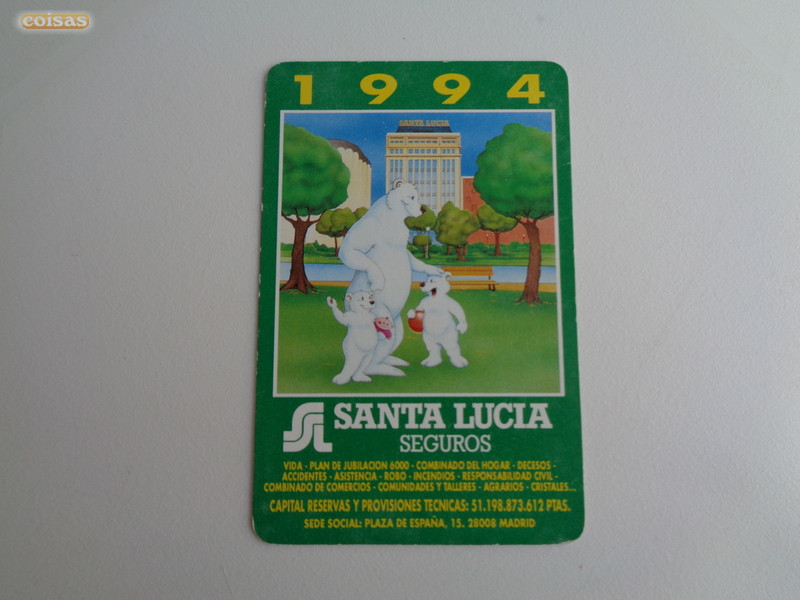 coisas
1994
SANTA LUCIA
SANTA LUCIA
SEGUROS
VIDA - PLAN DE JUBILACION 6000 - COMBINADO DEL HOGAR - DECESOS -
ACCIDENTES - ASISTENCIA - ROBO - INCENDIOS - RESPONSABILIDAD CIVIL -
COMBINADO DE COMERCIOS - COMUNIDADES Y TALLERES - AGRARIOS - CRISTALES...
CAPITAL RESERVAS Y PROVISIONES TECNICAS: 51.198.873.612 PTAS.
SEDE SOCIAL: PLAZA DE ESPAÑA, 15. 28008 MADRID